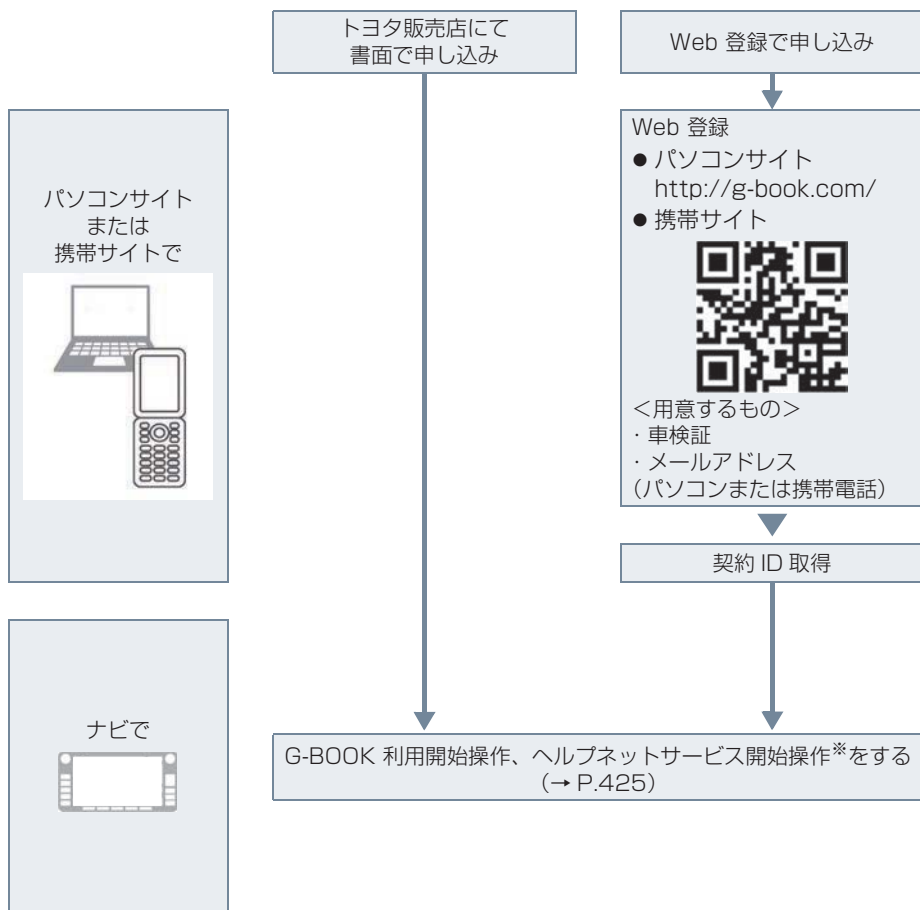 トヨタ販売店にて
書面で申し込み
Web 登録で申し込み
パソコンサイト
または
携帯サイトで
Web 登録
● パソコンサイト
http://g-book.com/
● 携帯サイト
<用意するもの>
・車検証
・メールアドレス
(パソコンまたは携帯電話)
契約 ID 取得
ナビで
G-BOOK 利用開始操作、ヘルプネットサービス開始操作※をする
(→ P.425)